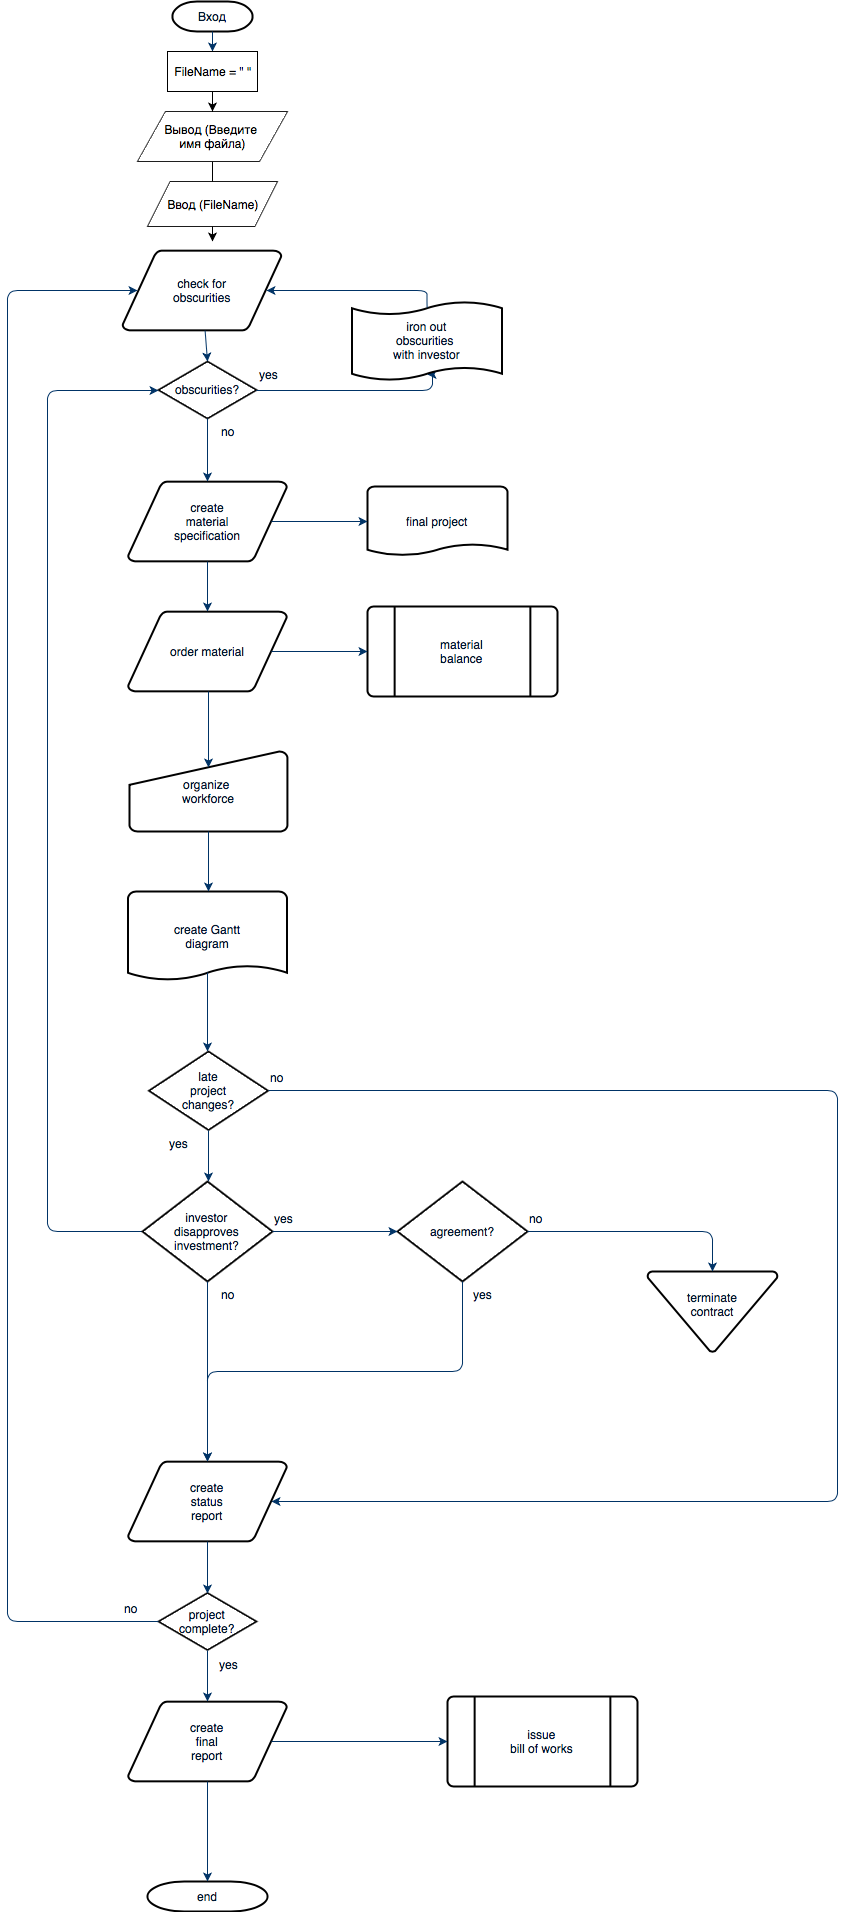 Вход
FileName = " "
Вывод (Введите
имя файла)
Ввод (FileName)
check for
obscurities
iron out
obscurities
with investor
obscurities?
yes
no
create
material
specification
final project
order material
material
balance
organize
workforce
create Gantt
diagram
late
project
changes?
no
yes
investor
disapproves
investment?
yes
agreement?
no
no
yes
terminate
contract
create
status
report
project
complete?
no
yes
create
final
report
issue
bill of works
end